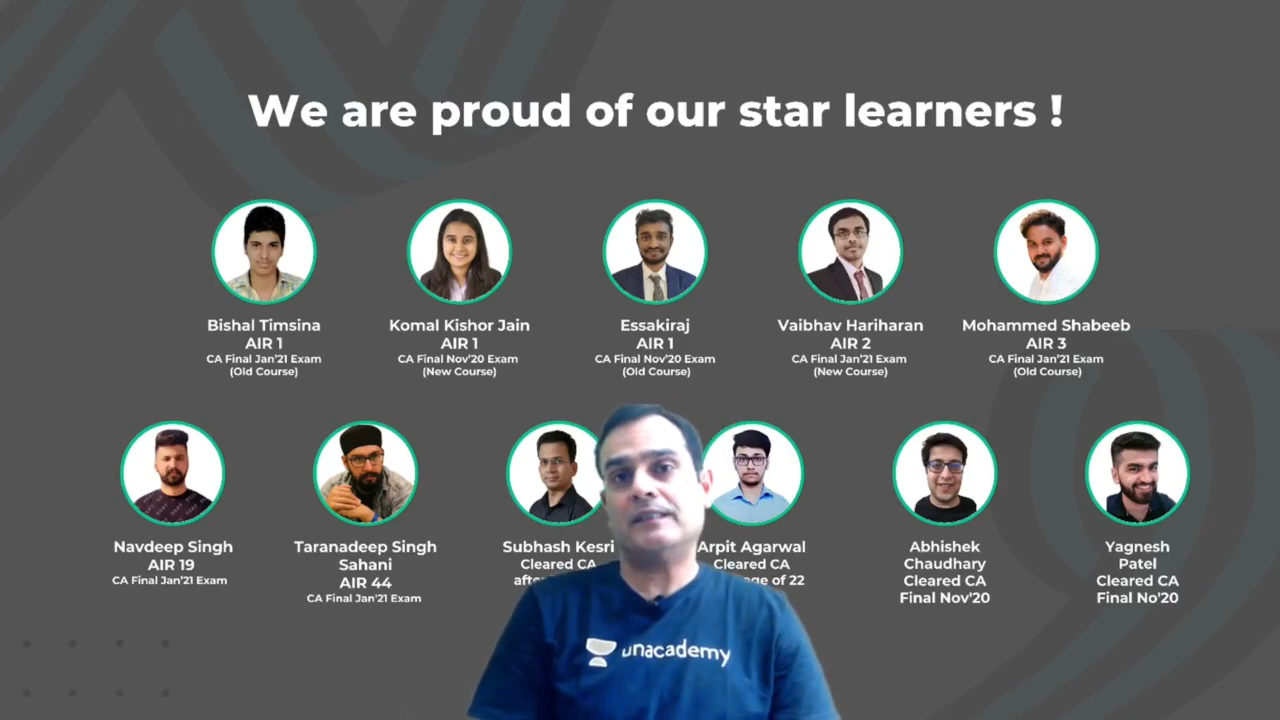 We are proud of our star learners !
Bishal Timsina
AIR 1
CA Final Jan'21 Exam
(Old Course)
Komal Kishor Jain
AIR 1
CA Final Nov'20 Exam
(New Course)
Essakiraj
AIR 1
CA Final Nov'20 Exam
(Old Course)
Vaibhav Hariharan
AIR 2
CA Final Jan'21 Exam
(New Course)
Mohammed Shabeeb
AIR 3
CA Final Jan'21 Exam
(Old Course)
Navdeep Singh
AIR 19
CA Final Jan'21 Exam
Taranadeep Singh
Sahani
AIR 44
CA Final Jan'21 Exam
Subhash Kesri
Cleared CA
Arpit Agarwal
Cleared CA
of 22
Abhishek
Chaudhary
Cleared CA
Final Nov'20
Yagnesh
Patel
Cleared CA
Final No'20
unacademy